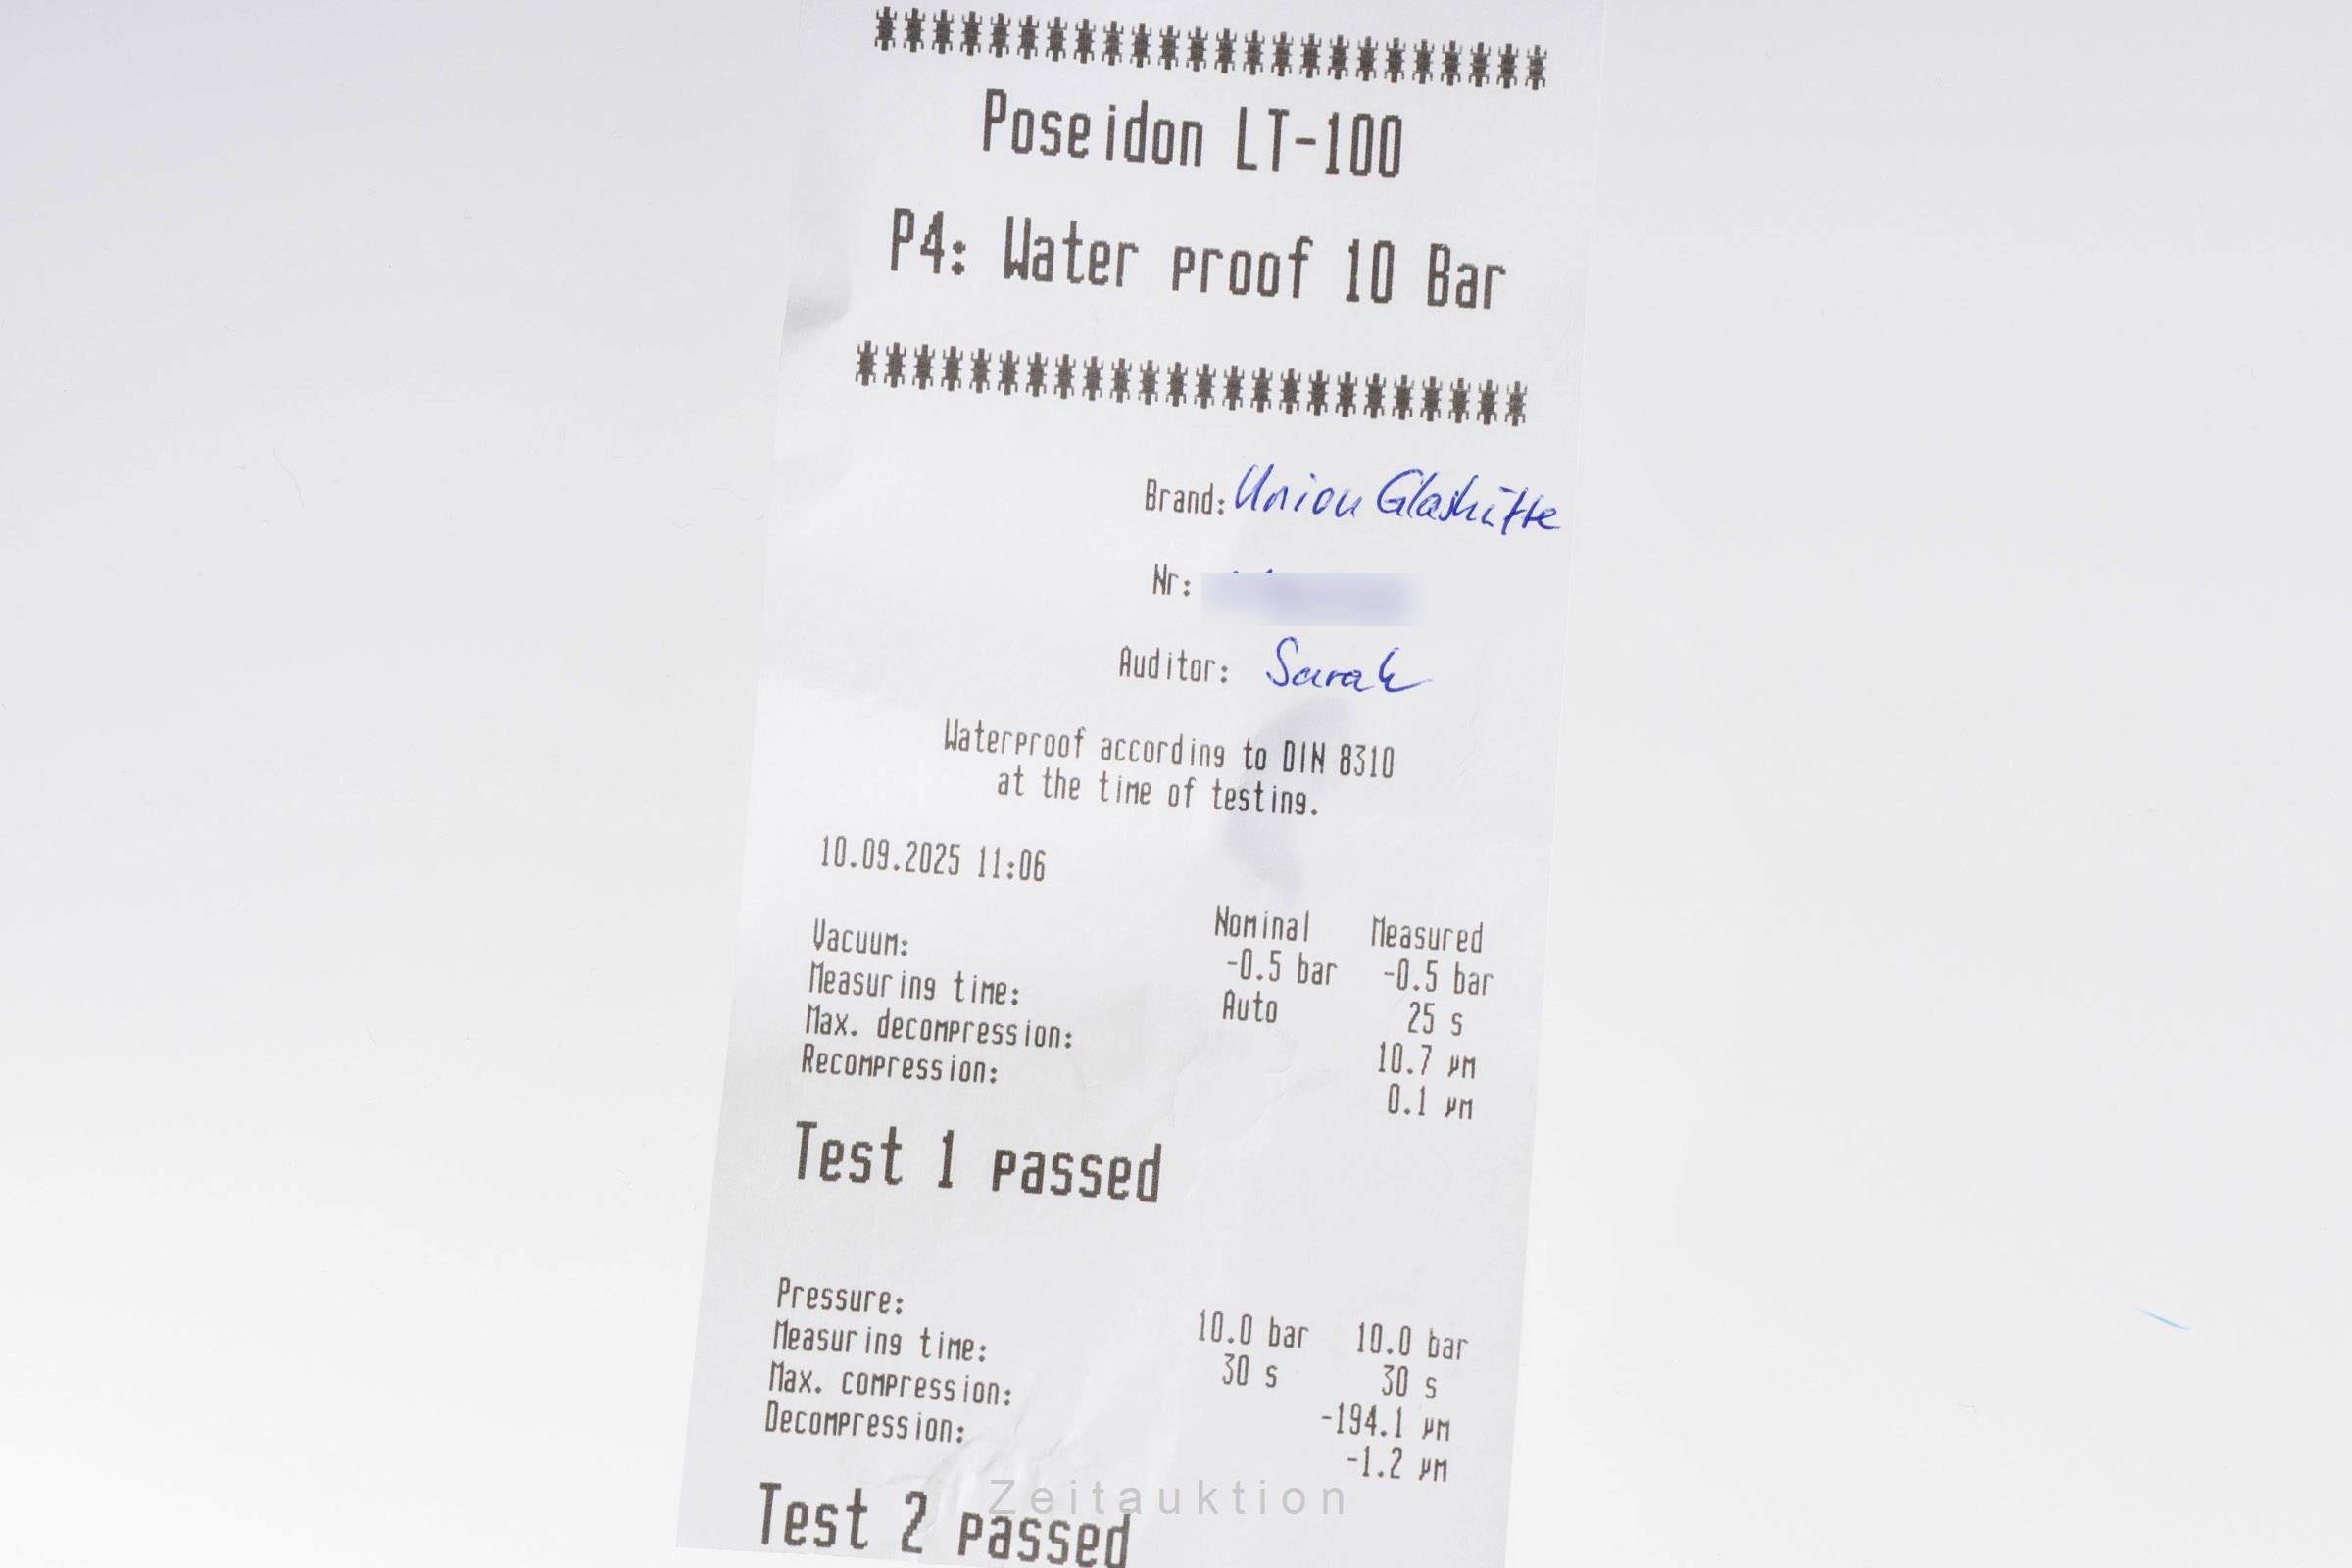 Poseidon LT-100
P4: Water proof 10 Bar
Brand: Union Glashütte
Nr:
Auditor: Sarah
Waterproof according to DIN 8310
at the time of testing.
10.09.2025 11:06
Nominal Measured
Vacuum: -0.5 bar -0.5 bar
Measuring time: Auto 25 s
Max. decompression: 10.7 µm
Recompression: 0.1 µm
Test 1 passed
Pressure: 10.0 bar 10.0 bar
Measuring time: 30 s 30 s
Max. compression: -194.1 µm
Decompression: -1.2 µm
Test 2 passed
Zeitauktion